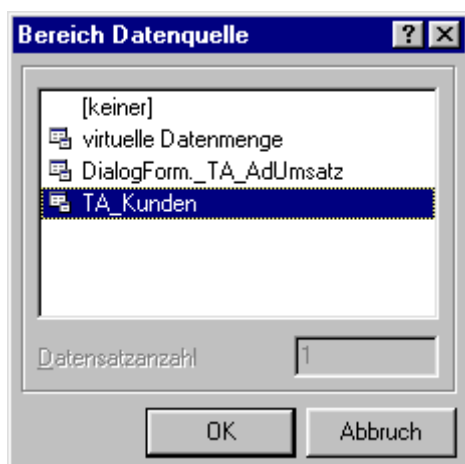 Bereich Datenquelle
[keiner]
virtuelle Datenmenge
DialogForm._TA_AdUmsatz
TA_Kunden
Datensatzanzahl 1
OK Abbruch